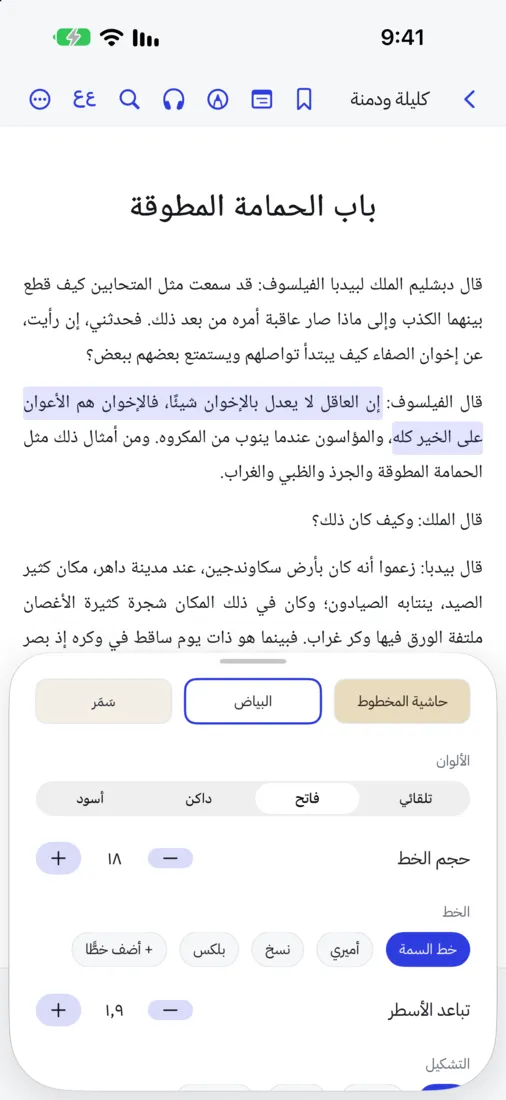 9:41
كليلة ودمنة
عع
باب الحمامة المطوقة
قال دبشليم الملك لبيدبا الفيلسوف: قد سمعت مثل المتحابين كيف قطع
بينهما الكذب وإلى ماذا صار عاقبة أمره من بعد ذلك. فحدثني، إن رأيت،
عن إخوان الصفاء كيف يبتدأ تواصلهم ويستمتع بعضهم ببعض؟
قال الفيلسوف: إن العاقل لا يعدل بالإخوان شيئًا، فالإخوان هم الأعوان
على الخير كله، والمؤاسون عندما ينوب من المكروه. ومن أمثال ذلك مثل
الحمامة المطوقة والجرذ والظبي والغراب.
قال الملك: وكيف كان ذلك؟
قال بيدبا: زعموا أنه كان بأرض سكاوندجين، عند مدينة داهر، مكان كثير
الصيد، ينتابه الصيادون؛ وكان في ذلك المكان شجرة كثيرة الأغصان
ملتفة الورق فيها وكر غراب. فبينما هو ذات يوم ساقط في وكره إذ بصر
حاشية المخطوط البياض سَمَر
الألوان
تلقائي فاتح داكن أسود
حجم الخط − ١٨ +
الخط
خط السمة أميري نسخ بلكس + أضف خطًّا
تباعد الأسطر − ١,٩ +
التشكيل